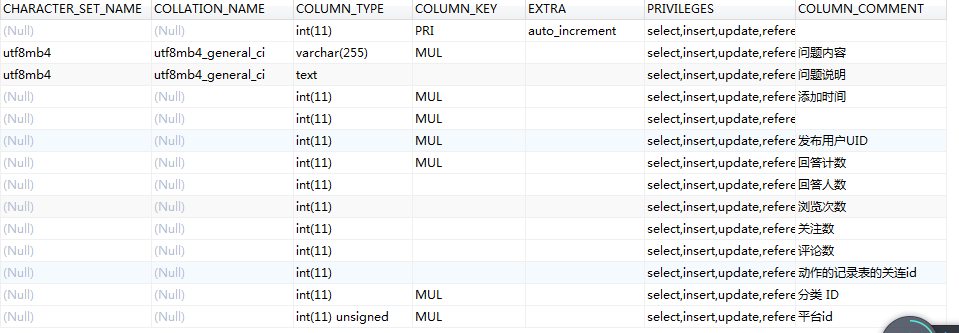 CHARACTER_SET_NAME COLLATION_NAME COLUMN_TYPE COLUMN_KEY EXTRA PRIVILEGES COLUMN_COMMENT
(Null) (Null) int(11) PRI auto_increment select,insert,update,refere
utf8mb4 utf8mb4_general_ci varchar(255) MUL select,insert,update,refere 问题内容
utf8mb4 utf8mb4_general_ci text select,insert,update,refere 问题说明
(Null) (Null) int(11) MUL select,insert,update,refere 添加时间
(Null) (Null) int(11) MUL select,insert,update,refere
(Null) (Null) int(11) MUL select,insert,update,refere 发布用户UID
(Null) (Null) int(11) MUL select,insert,update,refere 回答计数
(Null) (Null) int(11) select,insert,update,refere 回答人数
(Null) (Null) int(11) select,insert,update,refere 浏览次数
(Null) (Null) int(11) select,insert,update,refere 关注数
(Null) (Null) int(11) select,insert,update,refere 评论数
(Null) (Null) int(11) select,insert,update,refere 动作的记录表的关连id
(Null) (Null) int(11) MUL select,insert,update,refere 分类 ID
(Null) (Null) int(11) unsigned MUL select,insert,update,refere 平台id